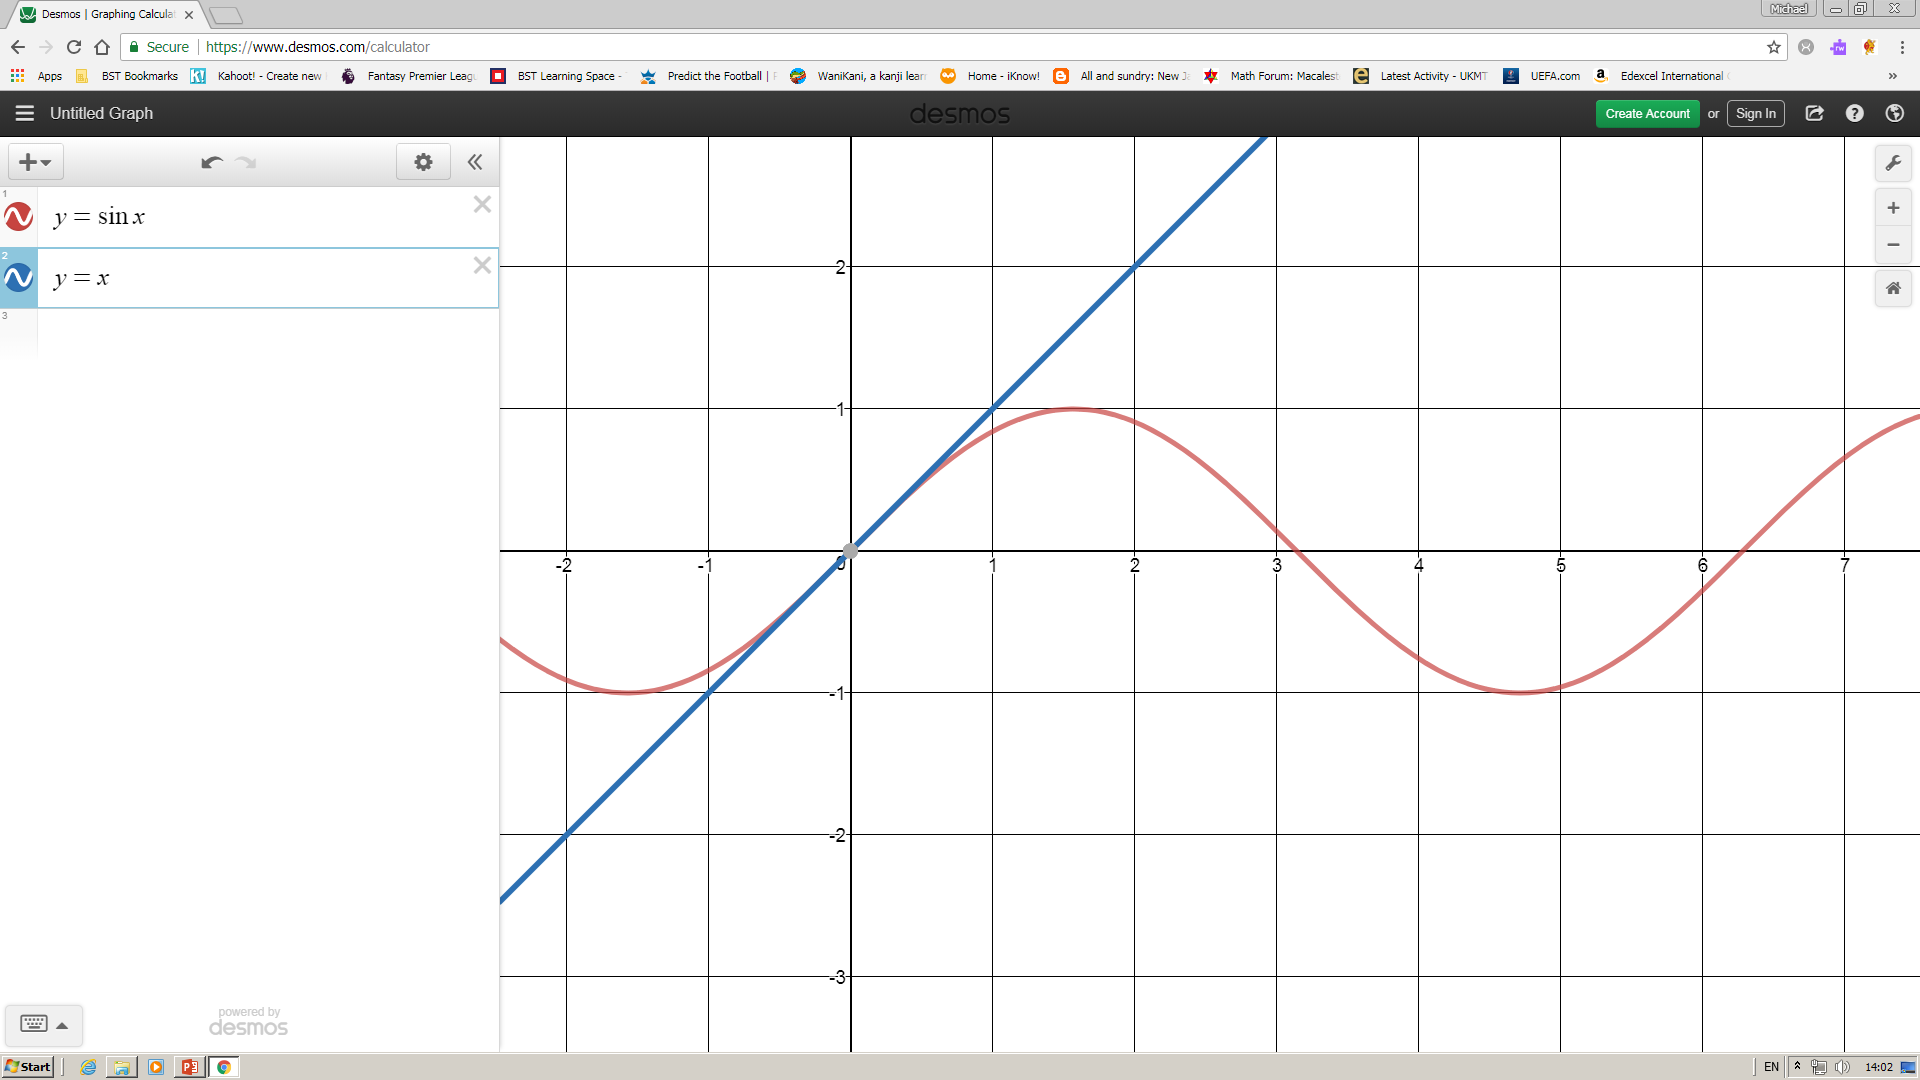 Desmos | Graphing Calcula
Michael
Secure
https://www.desmos.com/calculator
Apps
BST Bookmarks
Kahoot! - Create new
Fantasy Premier Leag
BST Learning Space -
Predict the Football |
WaniKani, a kanji lear
Home - iKnow!
All and sundry: New J
Math Forum: Macalest
Latest Activity - UKMT
UEFA.com
Edexcel International
»
Untitled Graph
desmos
Create Account or Sign In
1
y = sin x
2
y = x
3
2
1
-2 -1 0 1 2 3 4 5 6 7
-1
-2
-3
powered by
desmos
Start
EN
14:02